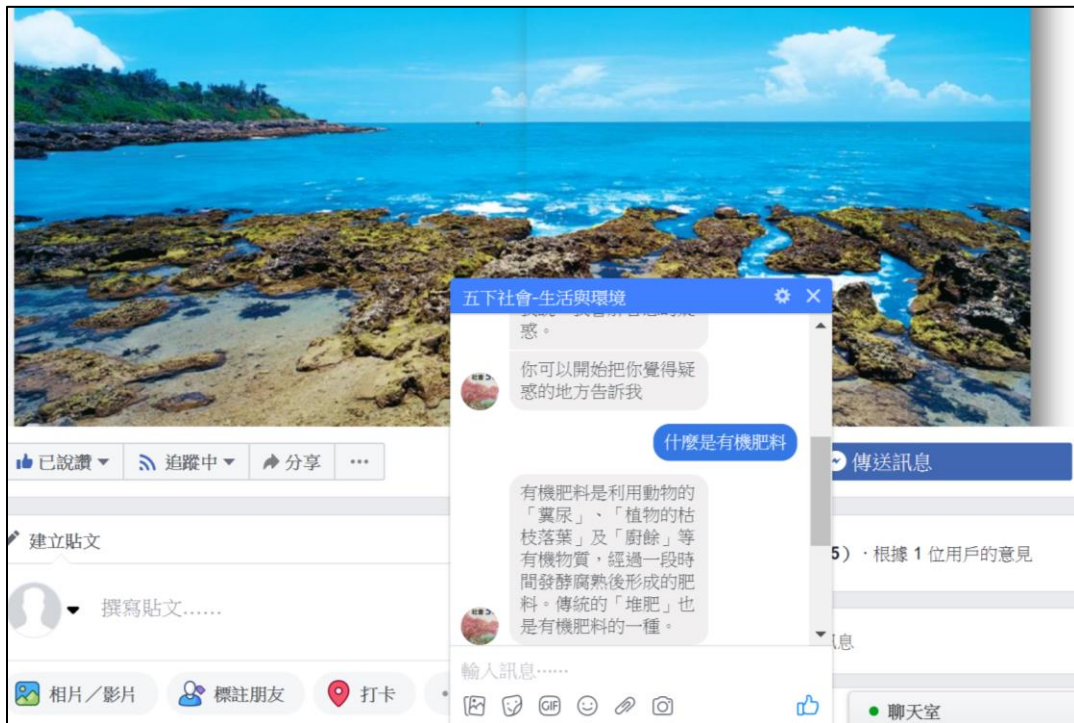 五下社會-生活與環境
惑。
你可以開始把你覺得疑
惑的地方告訴我
什麼是有機肥料
有機肥料是利用動物的
「糞尿」、「植物的枯
枝落葉」及「廚餘」等
有機物質，經過一段時
間發酵腐熟後形成的肥
料。傳統的「堆肥」也
是有機肥料的一種。
輸入訊息……
GIF
已說讚
追蹤中
分享
傳送訊息
建立貼文
撰寫貼文……
相片／影片
標註朋友
打卡
5）· 根據 1 位用戶的意見
息
聊天室